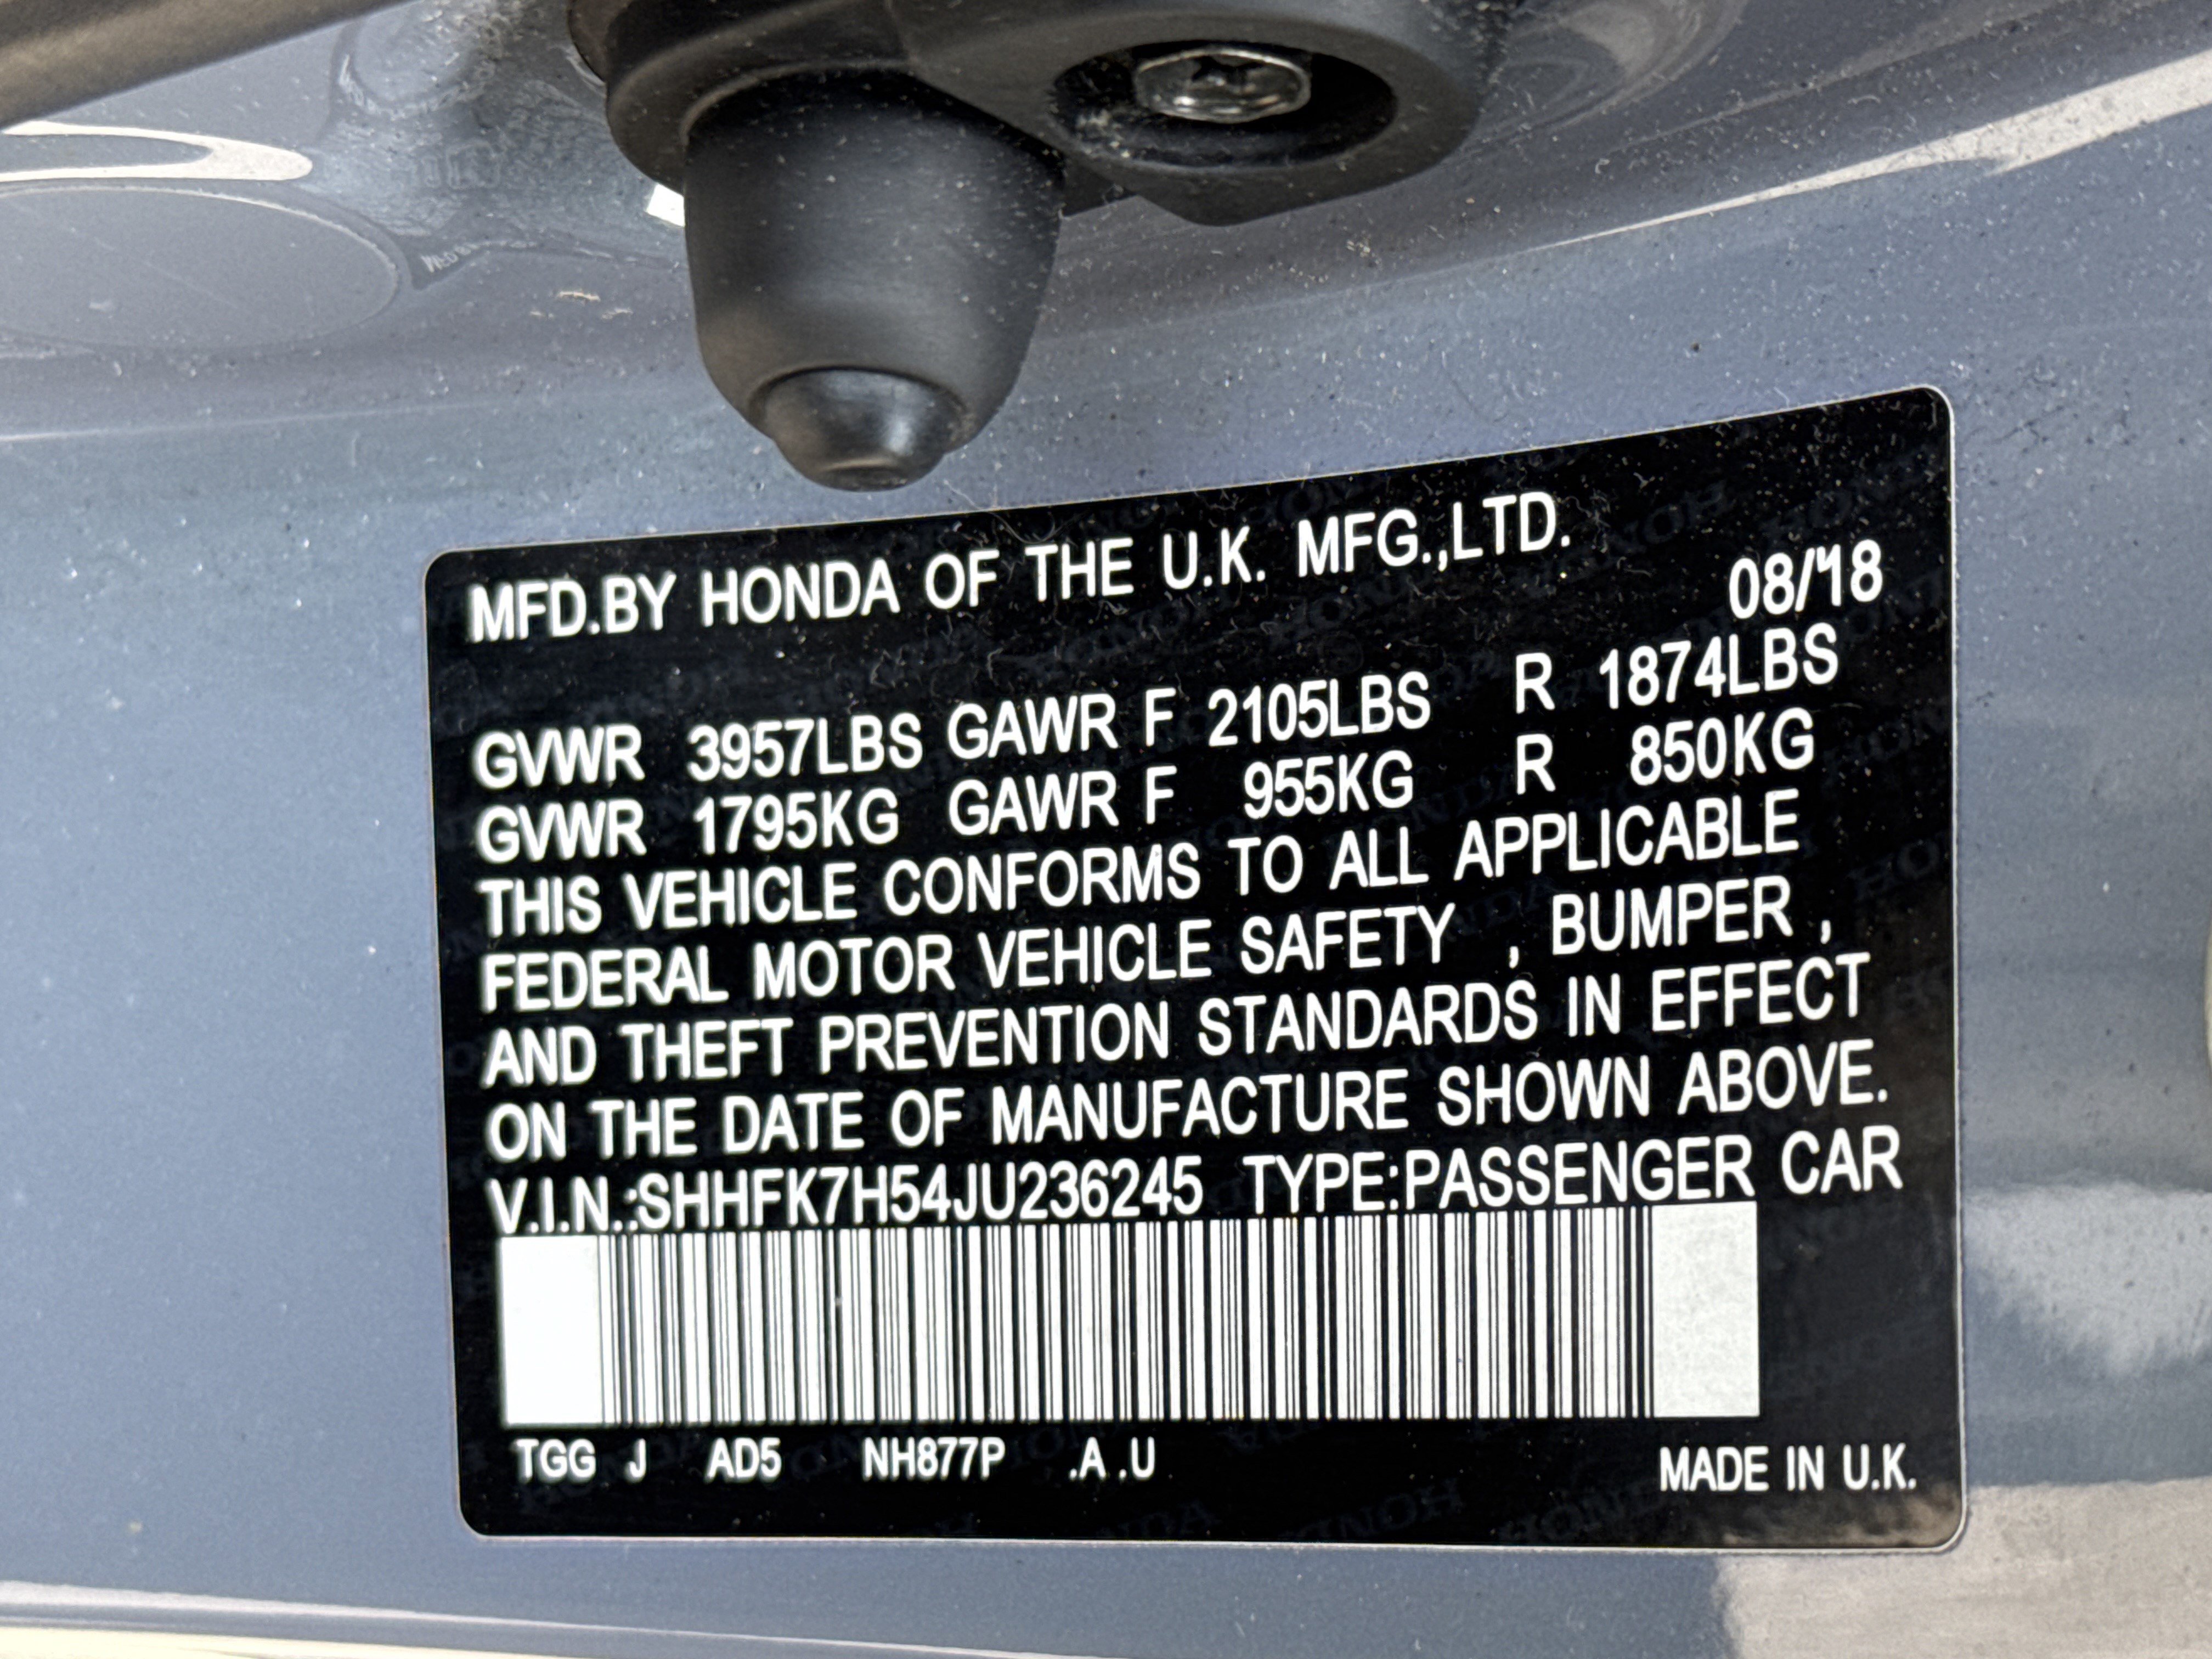 MFD.BY HONDA OF THE U.K. MFG.,LTD.
08/18
GVWR 3957LBS GAWR F 2105LBS R 1874LBS
GVWR 1795KG GAWR F 955KG R 850KG
THIS VEHICLE CONFORMS TO ALL APPLICABLE
FEDERAL MOTOR VEHICLE SAFETY , BUMPER ,
AND THEFT PREVENTION STANDARDS IN EFFECT
ON THE DATE OF MANUFACTURE SHOWN ABOVE.
V.I.N.:SHHFK7H54JU236245 TYPE:PASSENGER CAR
TGG J AD5 NH877P .A .U MADE IN U.K.